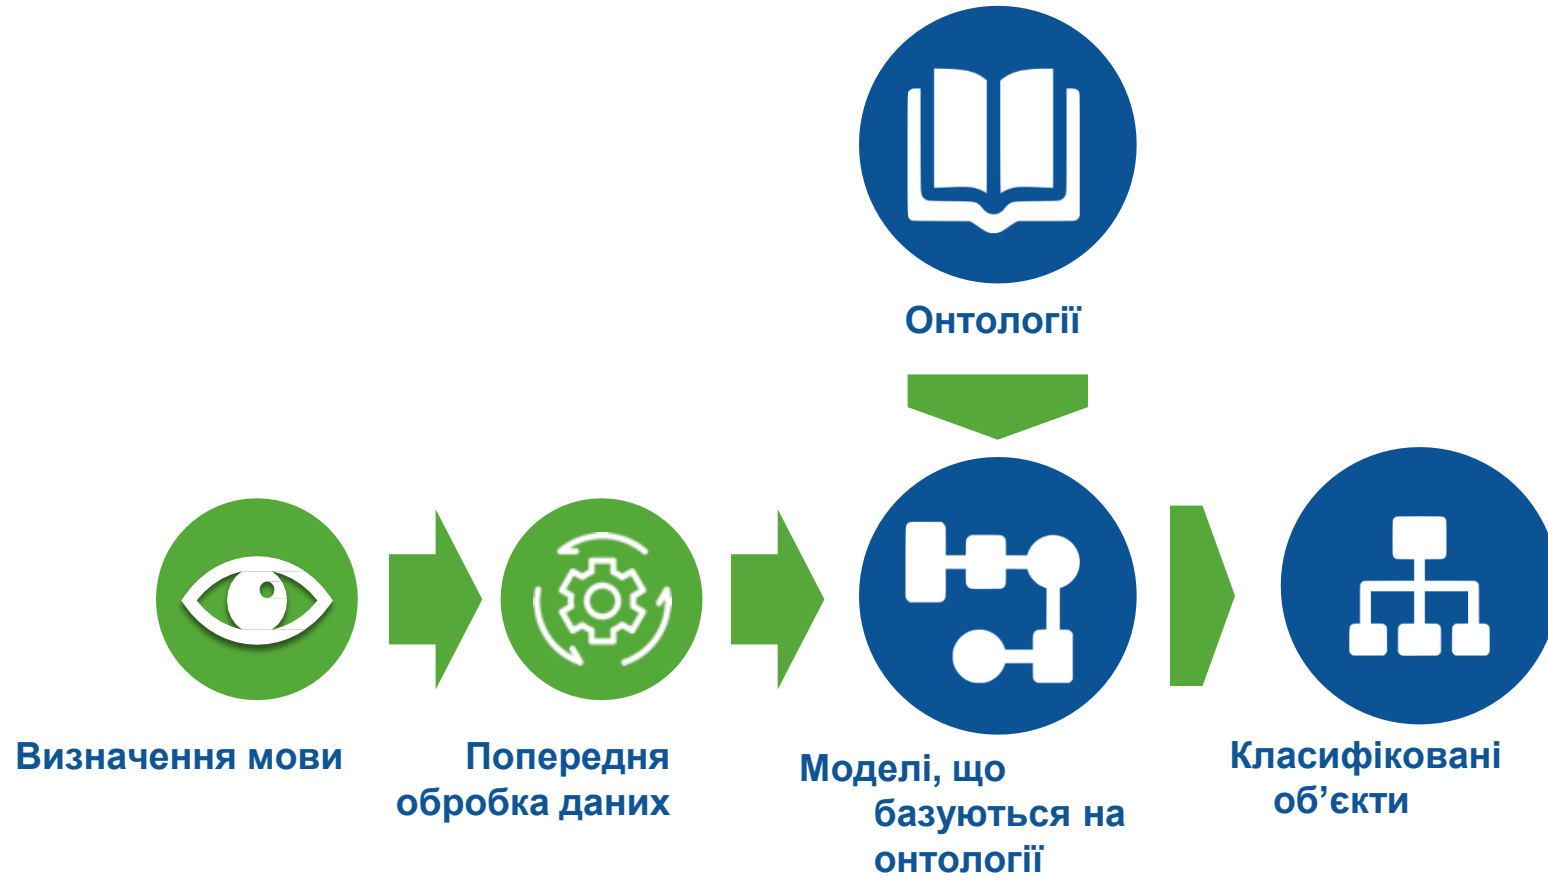 Онтології
Визначення мови
Попередня
обробка даних
Моделі, що
базуються на
онтології
Класифіковані
об’єкти